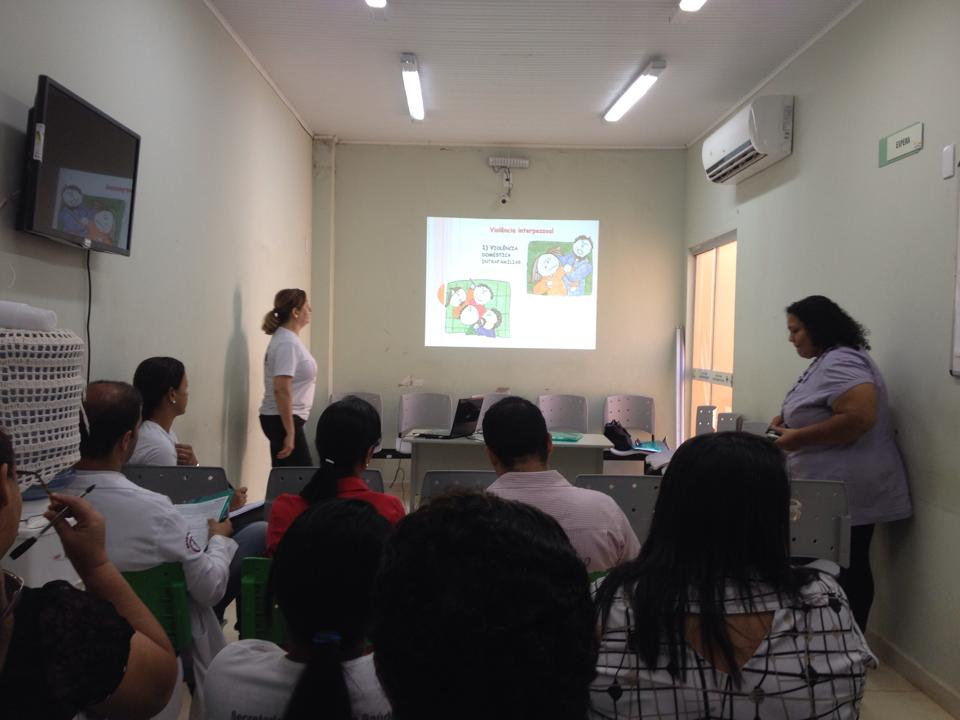 Violência interpessoal
1) VIOLÊNCIA
DOMÉSTICA
INTRAFAMILIAR
ESPERA